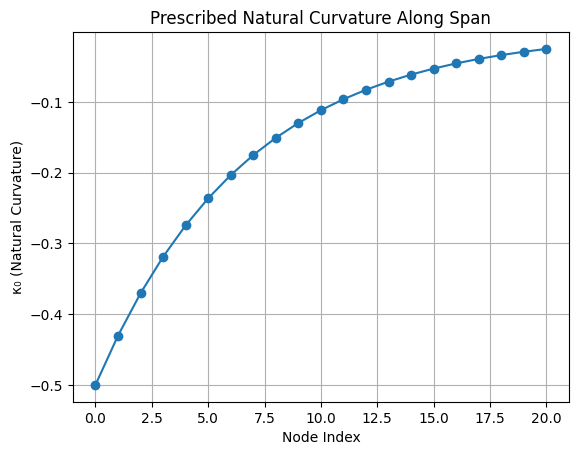 Prescribed Natural Curvature Along Span
κ₀ (Natural Curvature)
−0.1
−0.2
−0.3
−0.4
−0.5
0.0 2.5 5.0 7.5 10.0 12.5 15.0 17.5 20.0
Node Index